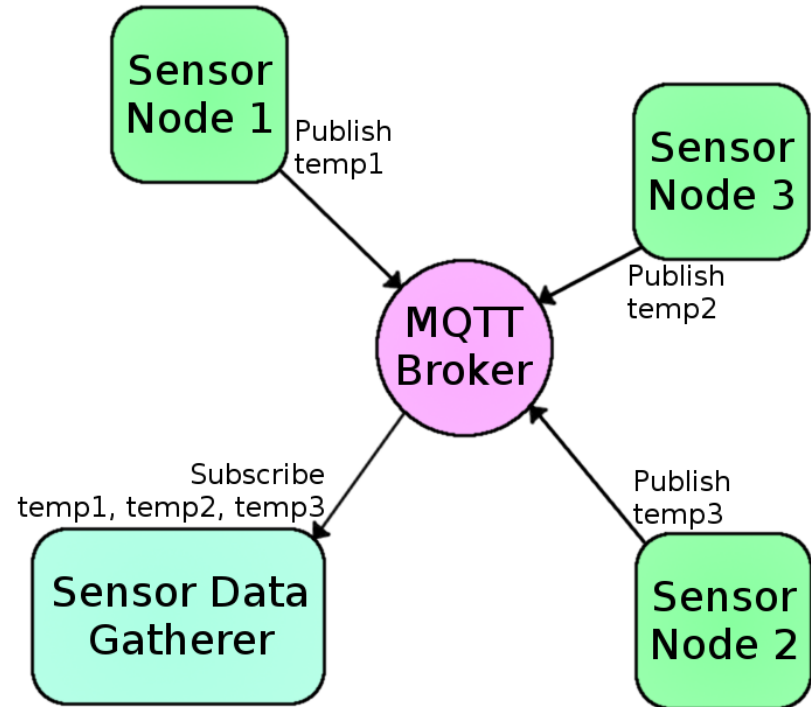 Sensor
Node 1
Publish
temp1
Sensor
Node 3
Publish
temp2
MQTT
Broker
Subscribe
temp1, temp2, temp3
Sensor Data
Gatherer
Publish
temp3
Sensor
Node 2